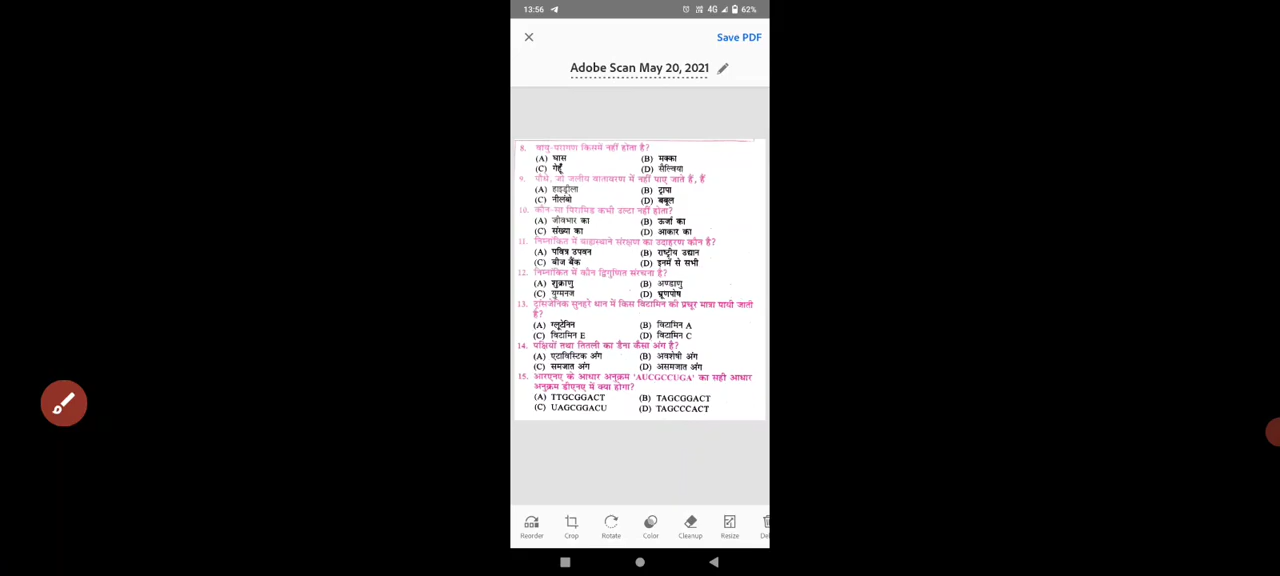 13:56 4G 62%
Save PDF
Adobe Scan May 20, 2021
8. वायु-परागण किसमें नहीं होता है?
(A) घास (B) मक्का
(C) गेहूँ (D) सैल्विया
9. पौधे, जो जलीय वातावरण में नहीं पाए जाते हैं, हैं
(A) हाइड्रीला (B) ट्रापा
(C) नीलंबो (D) बबूल
10. कौन-सा पिरामिड कभी उल्टा नहीं होता?
(A) जीवभार का (B) ऊर्जा का
(C) संख्या का (D) आकार का
11. निम्नांकित में बाह्यस्थाने संरक्षण का उदाहरण कौन है?
(A) पवित्र उपवन (B) राष्ट्रीय उद्यान
(C) बीज बैंक (D) इनमें से सभी
12. निम्नांकित में कौन द्विगुणित संरचना है?
(A) शुक्राणु (B) अण्डाणु
(C) युग्मनज (D) भ्रूणपोष
13. ट्रांसजेनिक सुनहरे धान में किस विटामिन की प्रचूर मात्रा पायी जाती
है?
(A) ग्लूटेनिन (B) विटामिन A
(C) विटामिन E (D) विटामिन C
14. पक्षियों तथा तितली का डैना कैसा अंग है?
(A) एटाविस्टिक अंग (B) अवशेषी अंग
(C) समजात अंग (D) असमजात अंग
15. आरएनए के आधार अनुक्रम 'AUCGCCUGA' का सही आधार
अनुक्रम डीएनए में क्या होगा?
(A) TTGCGGACT (B) TAGCGGACT
(C) UAGCGGACU (D) TAGCCCACT
Reorder Crop Rotate Color Cleanup Resize